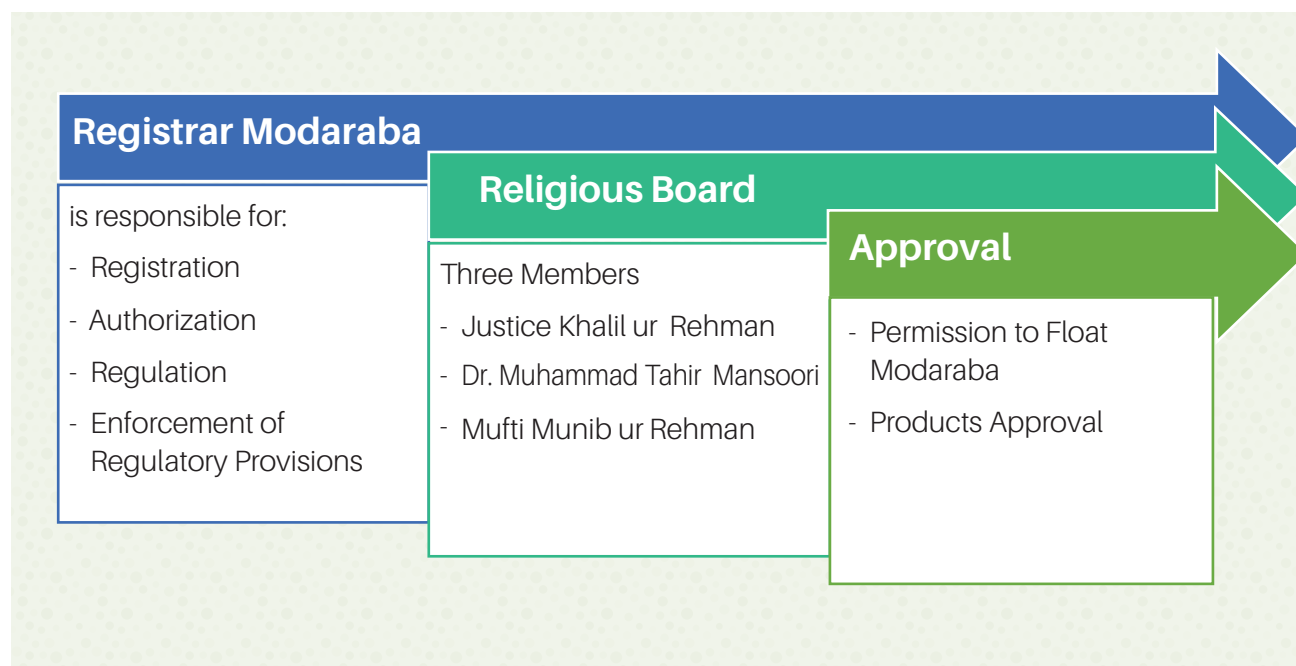 Registrar Modaraba
is responsible for:
- Registration
- Authorization
- Regulation
- Enforcement of
Regulatory Provisions
Religious Board
Three Members
- Justice Khalil ur Rehman
- Dr. Muhammad Tahir Mansoori
- Mufti Munib ur Rehman
Approval
- Permission to Float
Modaraba
- Products Approval